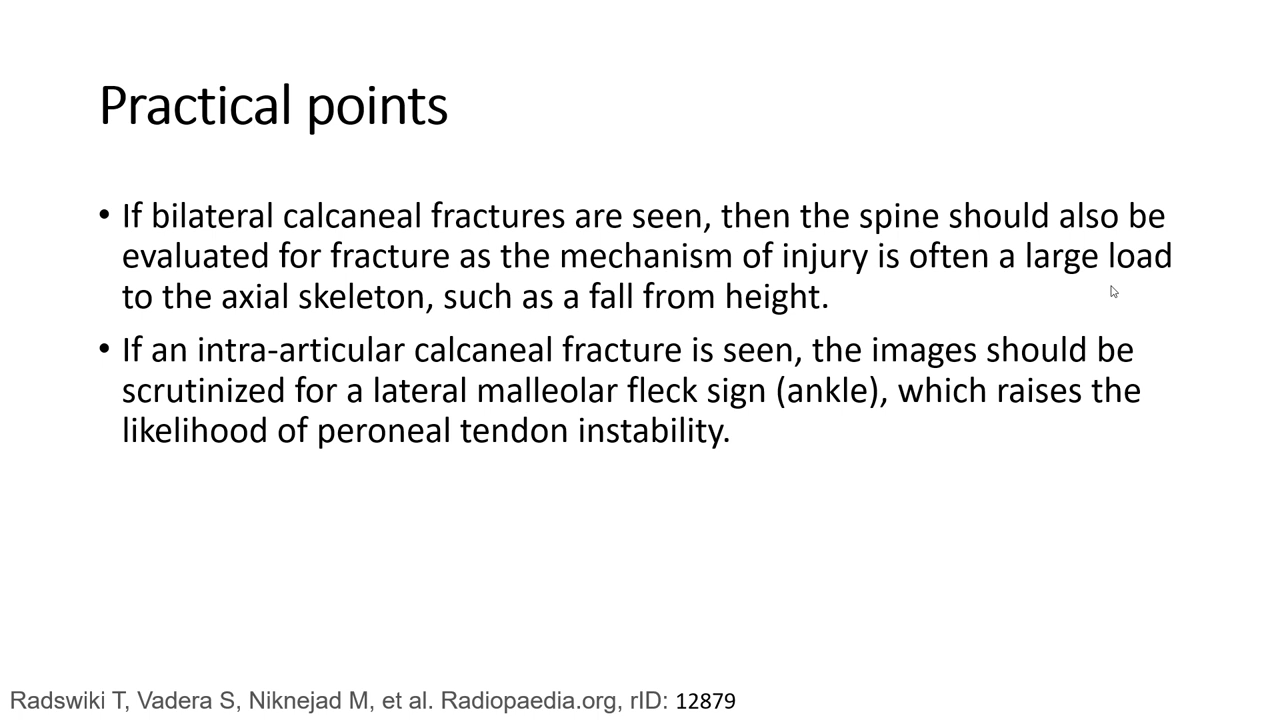 Practical points
• If bilateral calcaneal fractures are seen, then the spine should also be
evaluated for fracture as the mechanism of injury is often a large load
to the axial skeleton, such as a fall from height.
• If an intra-articular calcaneal fracture is seen, the images should be
scrutinized for a lateral malleolar fleck sign (ankle), which raises the
likelihood of peroneal tendon instability.
Radswiki T, Vadera S, Niknejad M, et al. Radiopaedia.org, rID: 12879